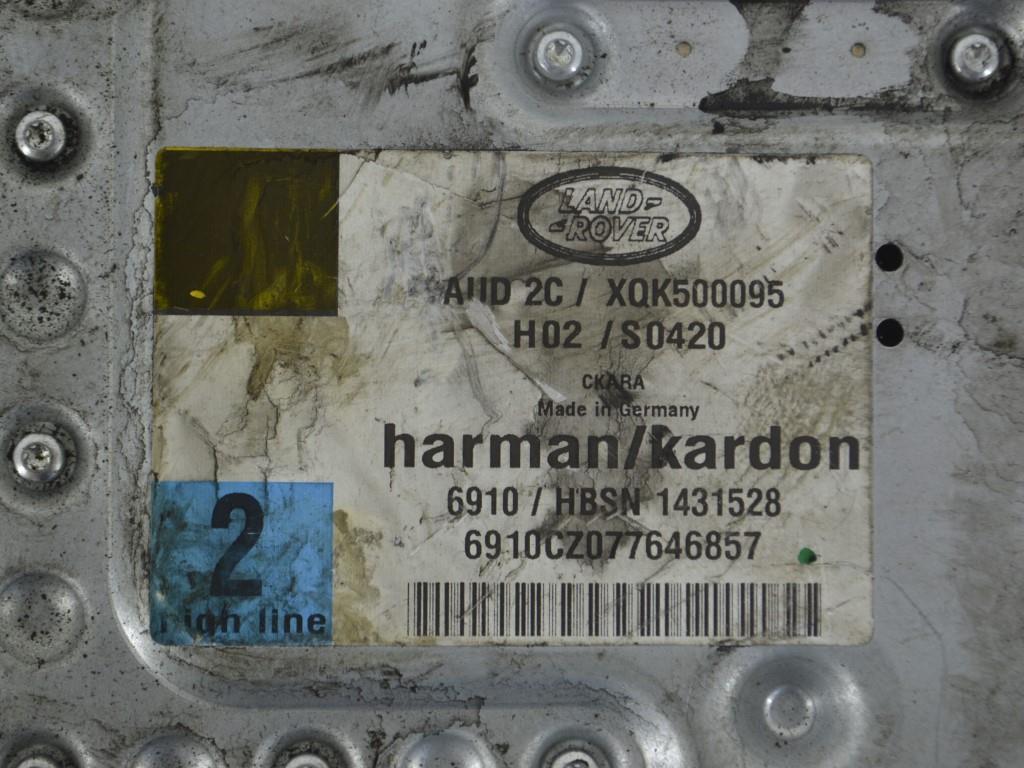 LAND-
-ROVER
AUD 2C / XQK500095
H02 / S0420
CKARA
Made in Germany
harman/kardon
6910 / HBSN 1431528
6910CZ077646857
2
high line